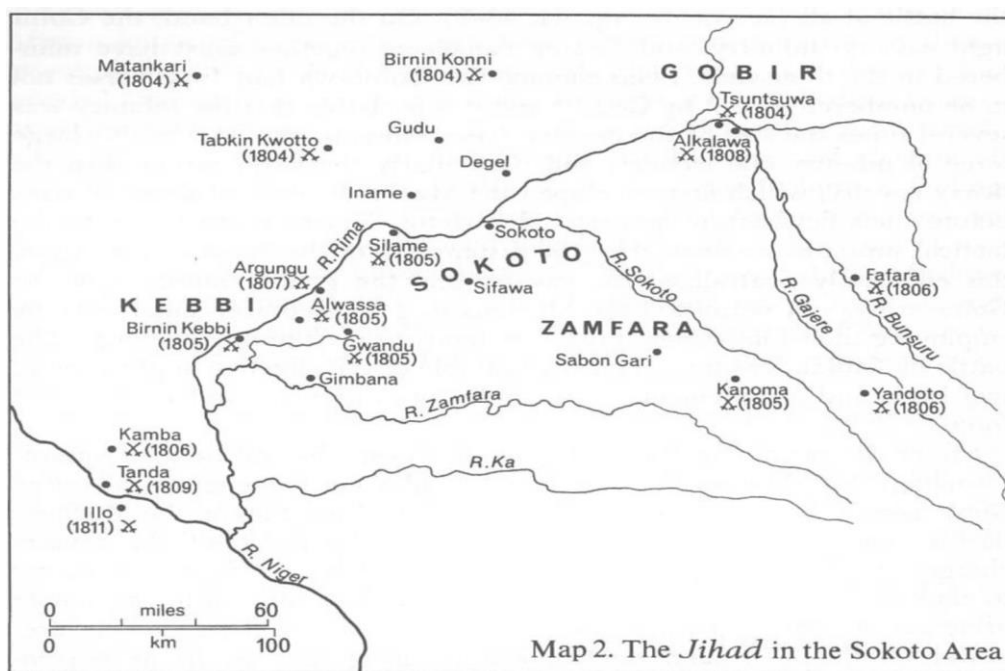 Matankari
(1804)
Birnin Konni
(1804)
GOBIR
Tsuntsuwa
(1804)
Gudu
Tabkin Kwotto
(1804)
Alkalawa
(1808)
Degel
Iname
R. Rima
Silame
(1805)
Sokoto
SOKOTO
R. Sokoto
Argungu
(1807)
Sifawa
R. Gajere
Fafara
(1806)
R. Bunsuru
KEBBI
Alwassa
(1805)
Birnin Kebbi
(1805)
ZAMFARA
Gwandu
(1805)
Sabon Gari
Gimbana
Kanoma
(1805)
Yandoto
(1806)
R. Zamfara
Kamba
(1806)
R. Ka
Tanda
(1809)
Illo
(1811)
R. Niger
0 miles 60
0 km 100
Map 2. The Jihad in the Sokoto Area